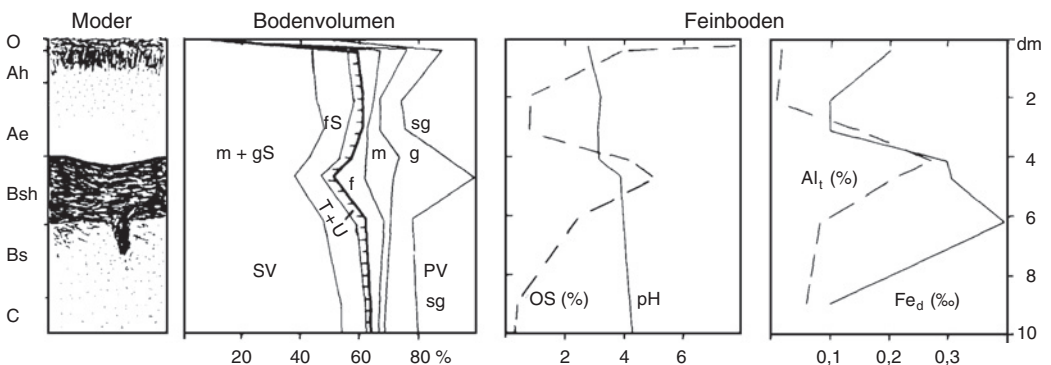 Moder Bodenvolumen Feinboden
dm
O
Ah
Ae
Bsh
Bs
C
fS sg
m + gS m g
f
T + U
SV PV
sg
OS (%) pH
Al_t (%)
Fe_d (‰)
2
4
6
8
10
20 40 60 80 %
2 4 6
0,1 0,2 0,3